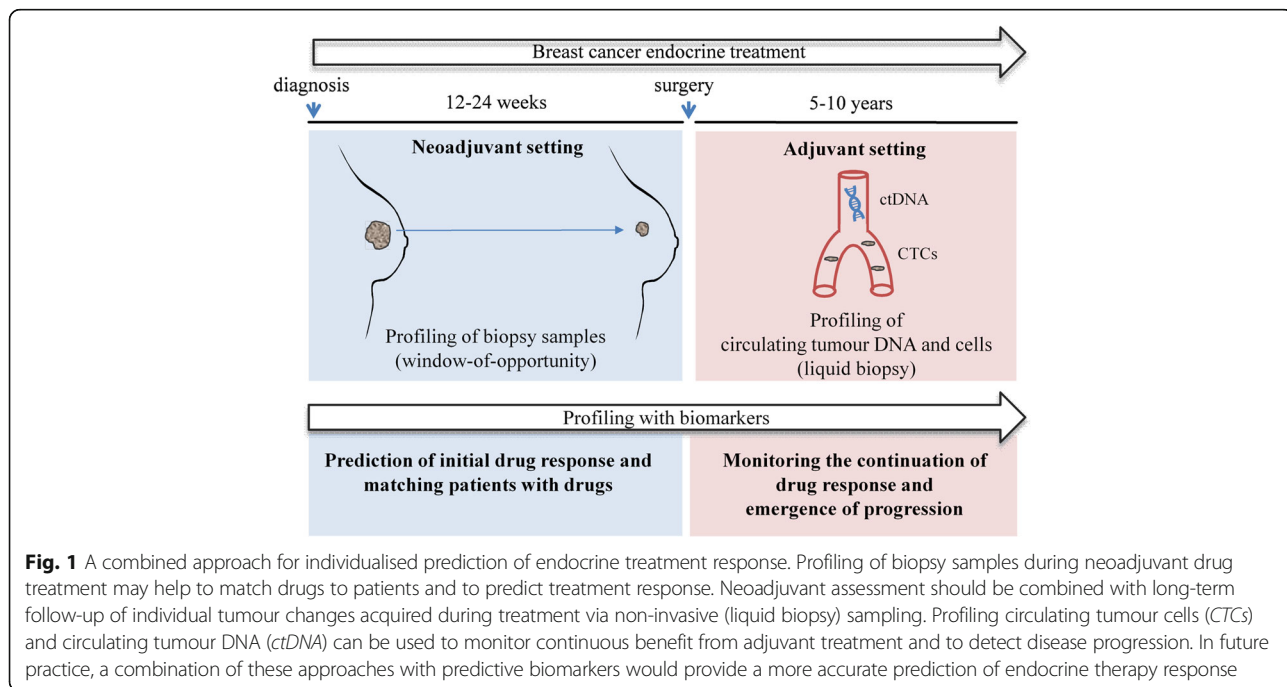 Breast cancer endocrine treatment
diagnosis
surgery
12-24 weeks
5-10 years
Neoadjuvant setting
Adjuvant setting
ctDNA
CTCs
Profiling of biopsy samples
(window-of-opportunity)
Profiling of
circulating tumour DNA and cells
(liquid biopsy)
Profiling with biomarkers
Prediction of initial drug response and
matching patients with drugs
Monitoring the continuation of
drug response and
emergence of progression
Fig. 1 A combined approach for individualised prediction of endocrine treatment response. Profiling of biopsy samples during neoadjuvant drug
treatment may help to match drugs to patients and to predict treatment response. Neoadjuvant assessment should be combined with long-term
follow-up of individual tumour changes acquired during treatment via non-invasive (liquid biopsy) sampling. Profiling circulating tumour cells (CTCs)
and circulating tumour DNA (ctDNA) can be used to monitor continuous benefit from adjuvant treatment and to detect disease progression. In future
practice, a combination of these approaches with predictive biomarkers would provide a more accurate prediction of endocrine therapy response